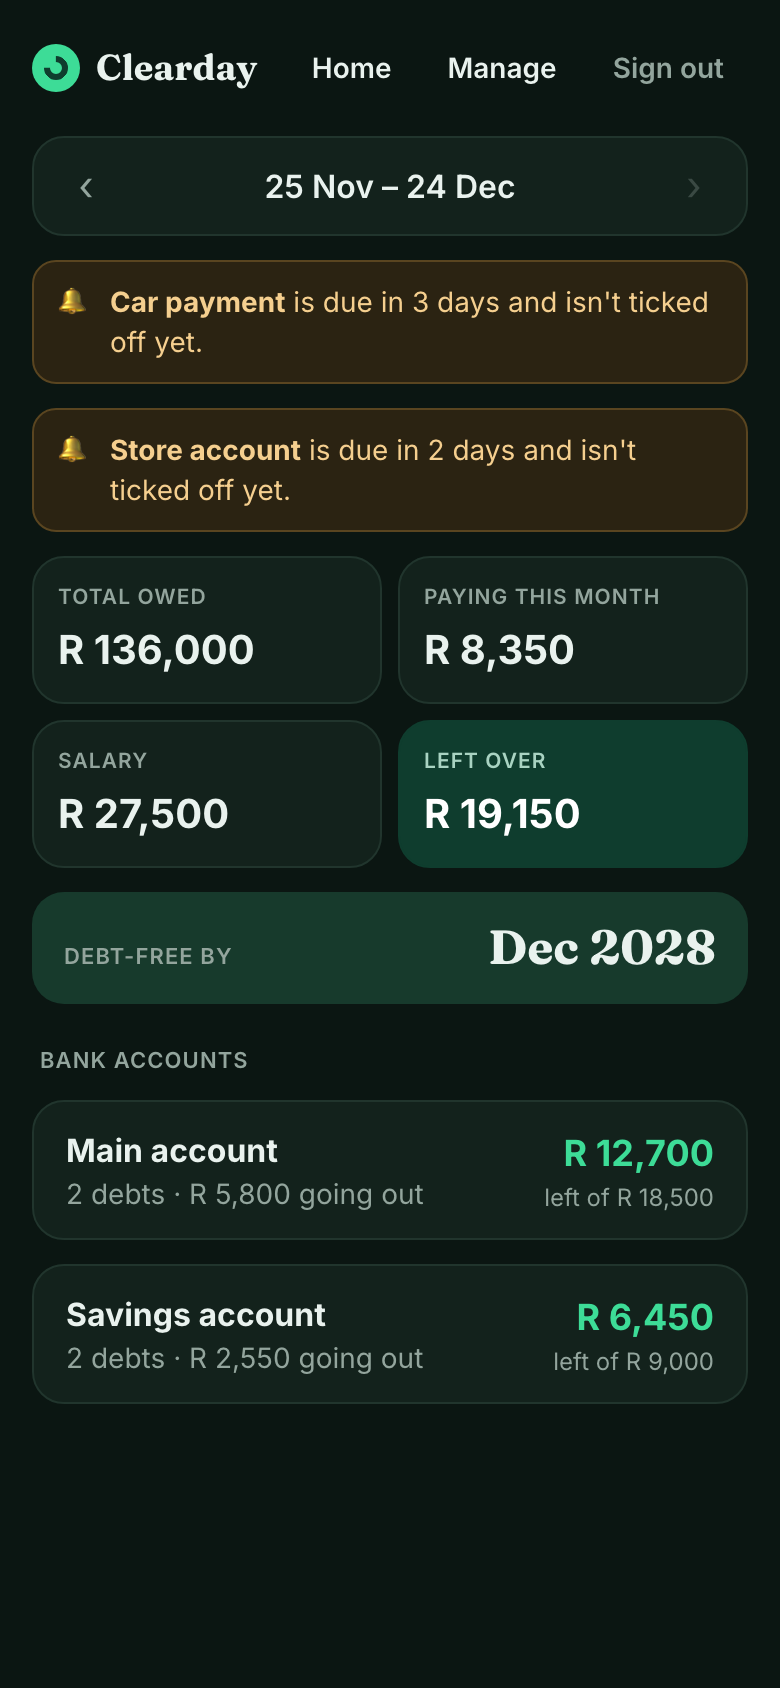 Clearday Home Manage Sign out
‹ 25 Nov – 24 Dec ›
🔔 Car payment is due in 3 days and isn't ticked
off yet.
🔔 Store account is due in 2 days and isn't
ticked off yet.
TOTAL OWED
R 136,000
PAYING THIS MONTH
R 8,350
SALARY
R 27,500
LEFT OVER
R 19,150
DEBT-FREE BY Dec 2028
BANK ACCOUNTS
Main account R 12,700
2 debts · R 5,800 going out left of R 18,500
Savings account R 6,450
2 debts · R 2,550 going out left of R 9,000